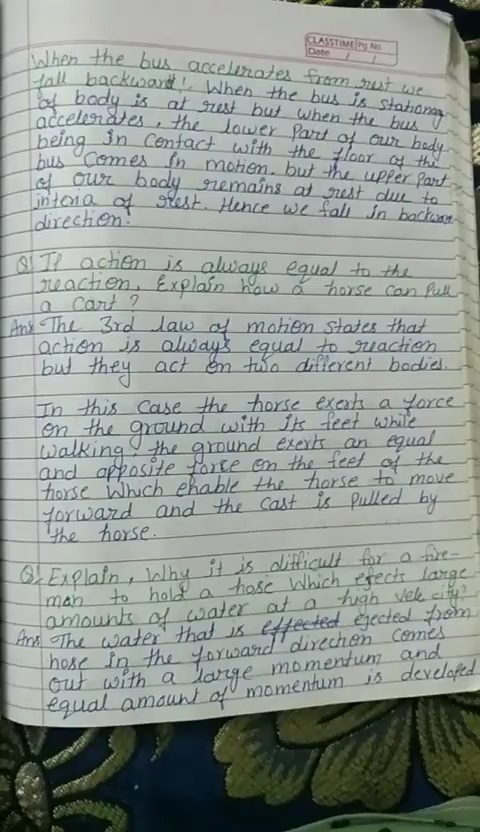 CLASSTIME Pg. No.
Date / /
When the bus accelerates from rest we
fall backward! When the bus is stationary
of body is at rest but when the bus
accelerates, the lower Part of our body
being in contact with the floor of the
bus Comes in motion. but the upper Part
of our body remains at rest due to
interia of rest. Hence we fall in backwar
direction.
Q! If action is always equal to the
reaction, Explain how a horse can Pull
a cart?
Ans The 3rd law of motion States that
action is always equal to reaction
but they act on two different bodies.
In this Case the horse exerts a force
on the ground with its feet while
walking, the ground exerts an equal
and opposite force on the feet of the
horse Which enable the horse to move
forward and the Cast is Pulled by
the horse.
Q! Explain, Why it is difficult for a fire-
man to hold a hose Which efects large
amounts of water at a high velc city?
Ans The water that is effected ejected from
hose in the forward direction comes
out with a large momentum and
equal amount of momentum is developed